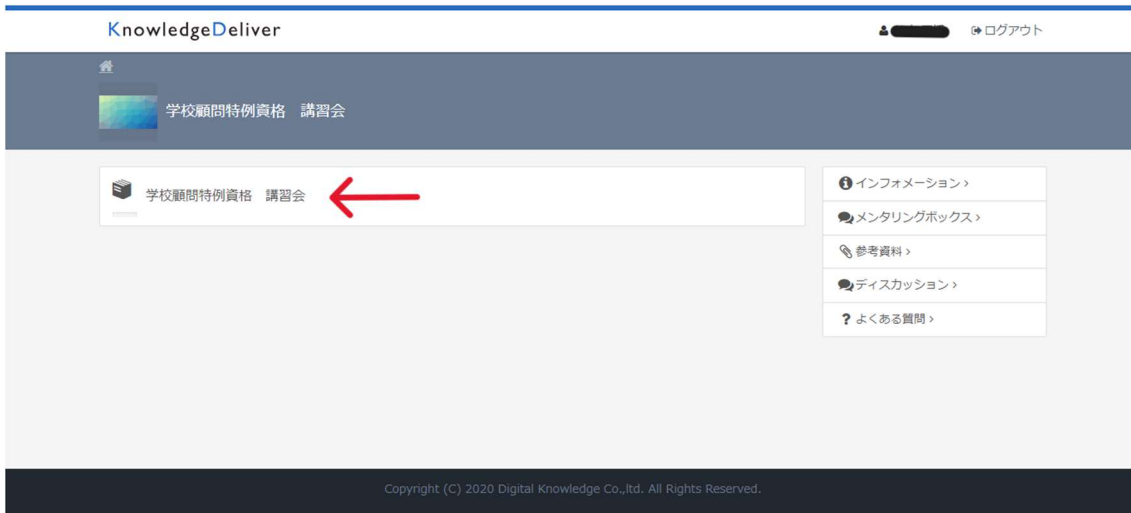 KnowledgeDeliver
ログアウト
学校顧問特例資格　講習会
学校顧問特例資格　講習会
インフォメーション
メンタリングボックス
参考資料
ディスカッション
よくある質問
Copyright (C) 2020 Digital Knowledge Co.,ltd. All Rights Reserved.